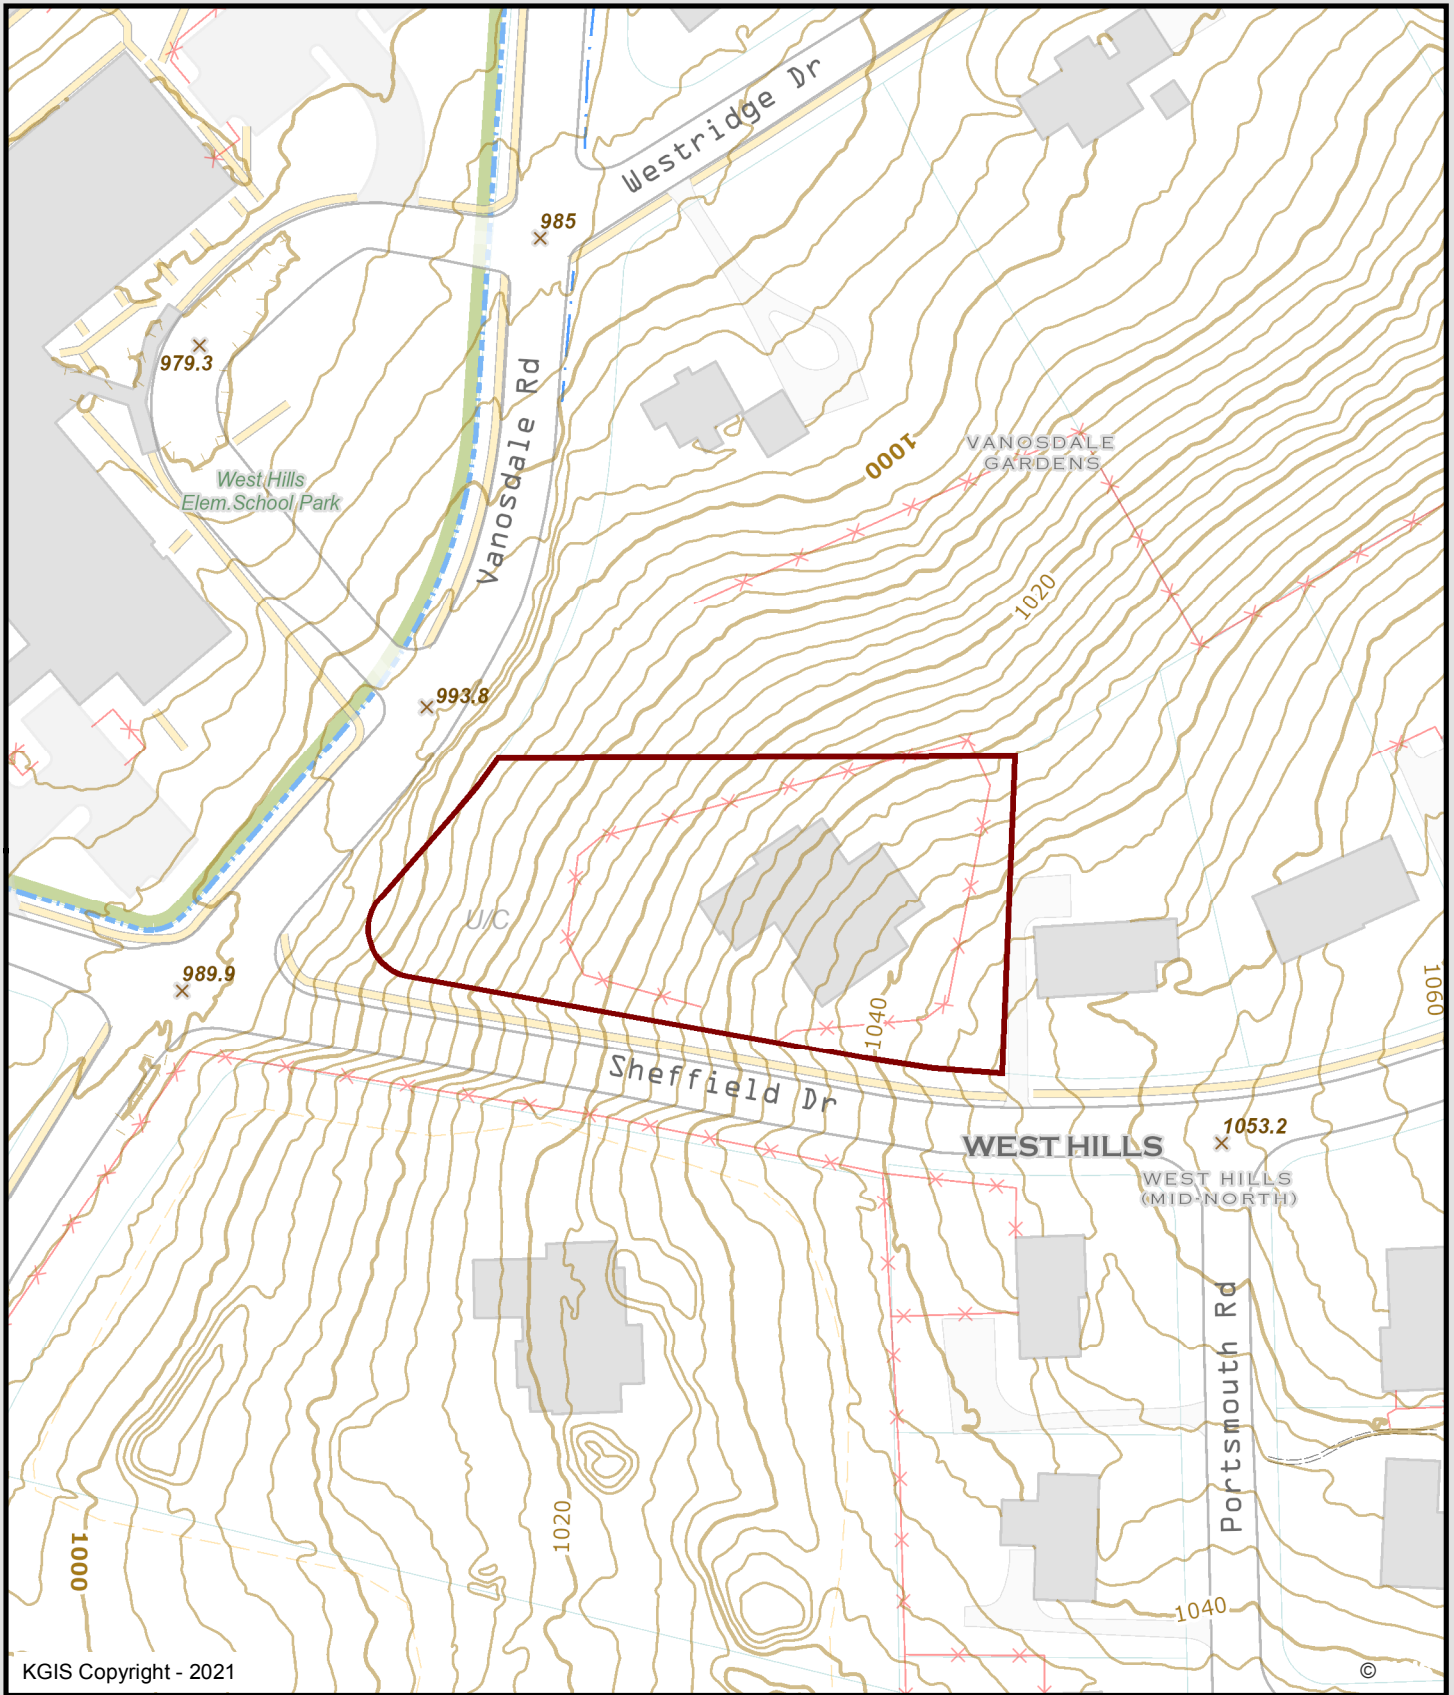 Westridge Dr
985
979.3
Vanosdale Rd
1000
VANOSDALE
GARDENS
West Hills
Elem.School Park
1020
993.8
U/C
989.9
1040
1060
Sheffield Dr
1053.2
WEST HILLS
WEST HILLS
(MID-NORTH)
Portsmouth Rd
1000
1020
1040
KGIS Copyright - 2021
©